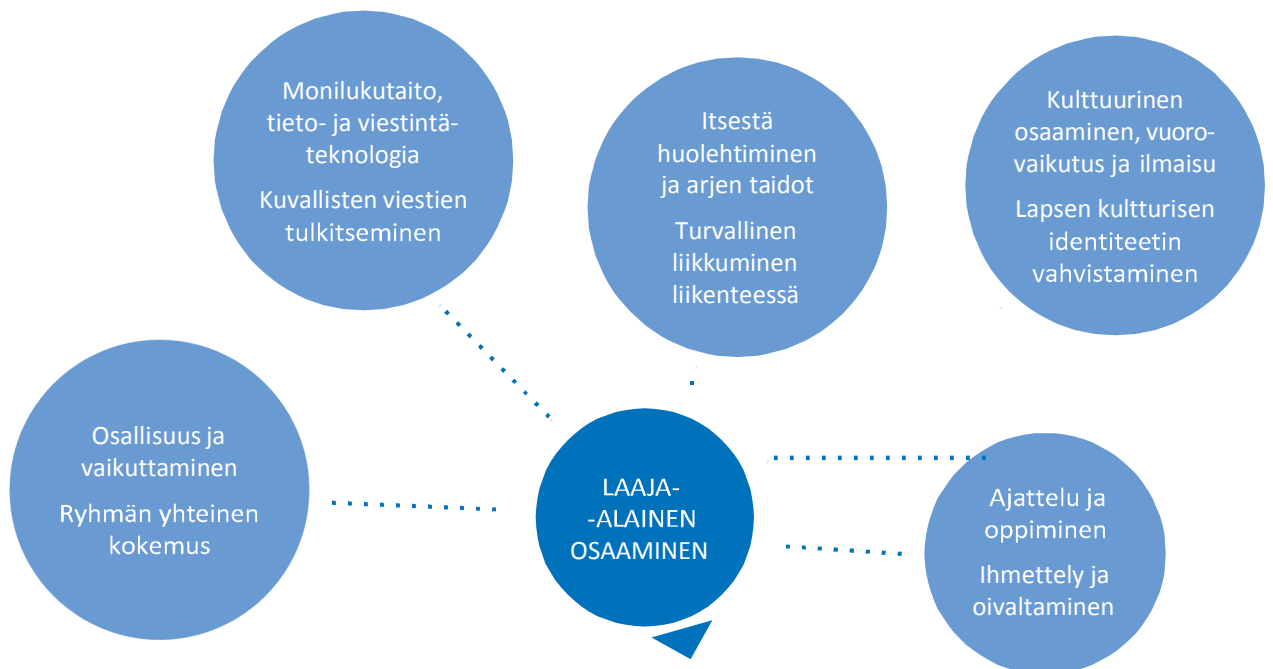 Monilukutaito,
tieto- ja viestintä-
teknologia
Kuvallisten viestien
tulkitseminen
Itsestä
huolehtiminen
ja arjen taidot
Turvallinen
liikkuminen
liikenteessä
Kulttuurinen
osaaminen, vuoro-
vaikutus ja ilmaisu
Lapsen kultturisen
identiteetin
vahvistaminen
Osallisuus ja
vaikuttaminen
Ryhmän yhteinen
kokemus
LAAJA-
-ALAINEN
OSAAMINEN
Ajattelu ja
oppiminen
Ihmettely ja
oivaltaminen